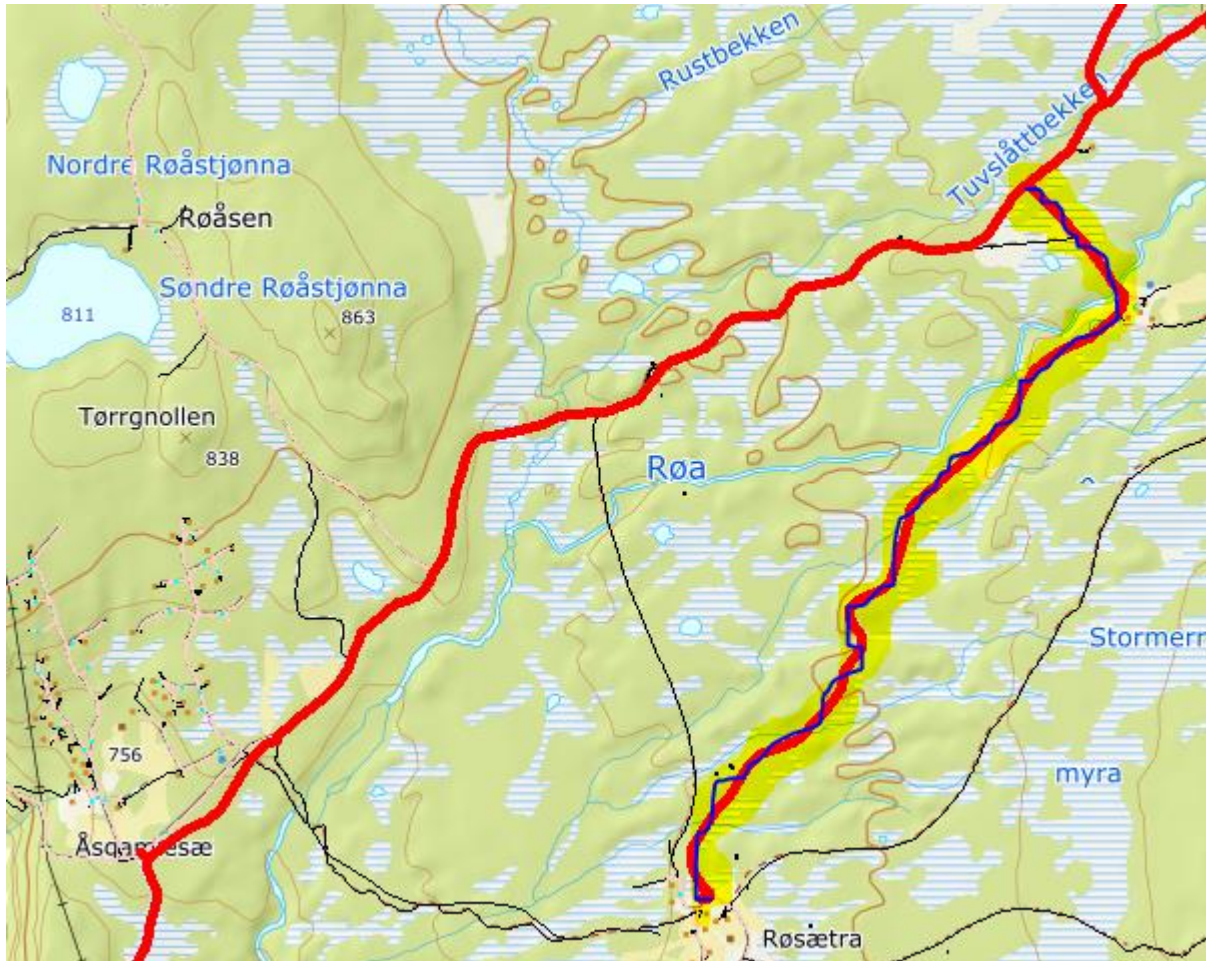 Rustbekken
Tuvslåttbekken
Nordre Røåstjønna
Røåsen
Søndre Røåstjønna
811
863
Tørrgnollen
838
Røa
Stormerr
756
myra
Røsætra